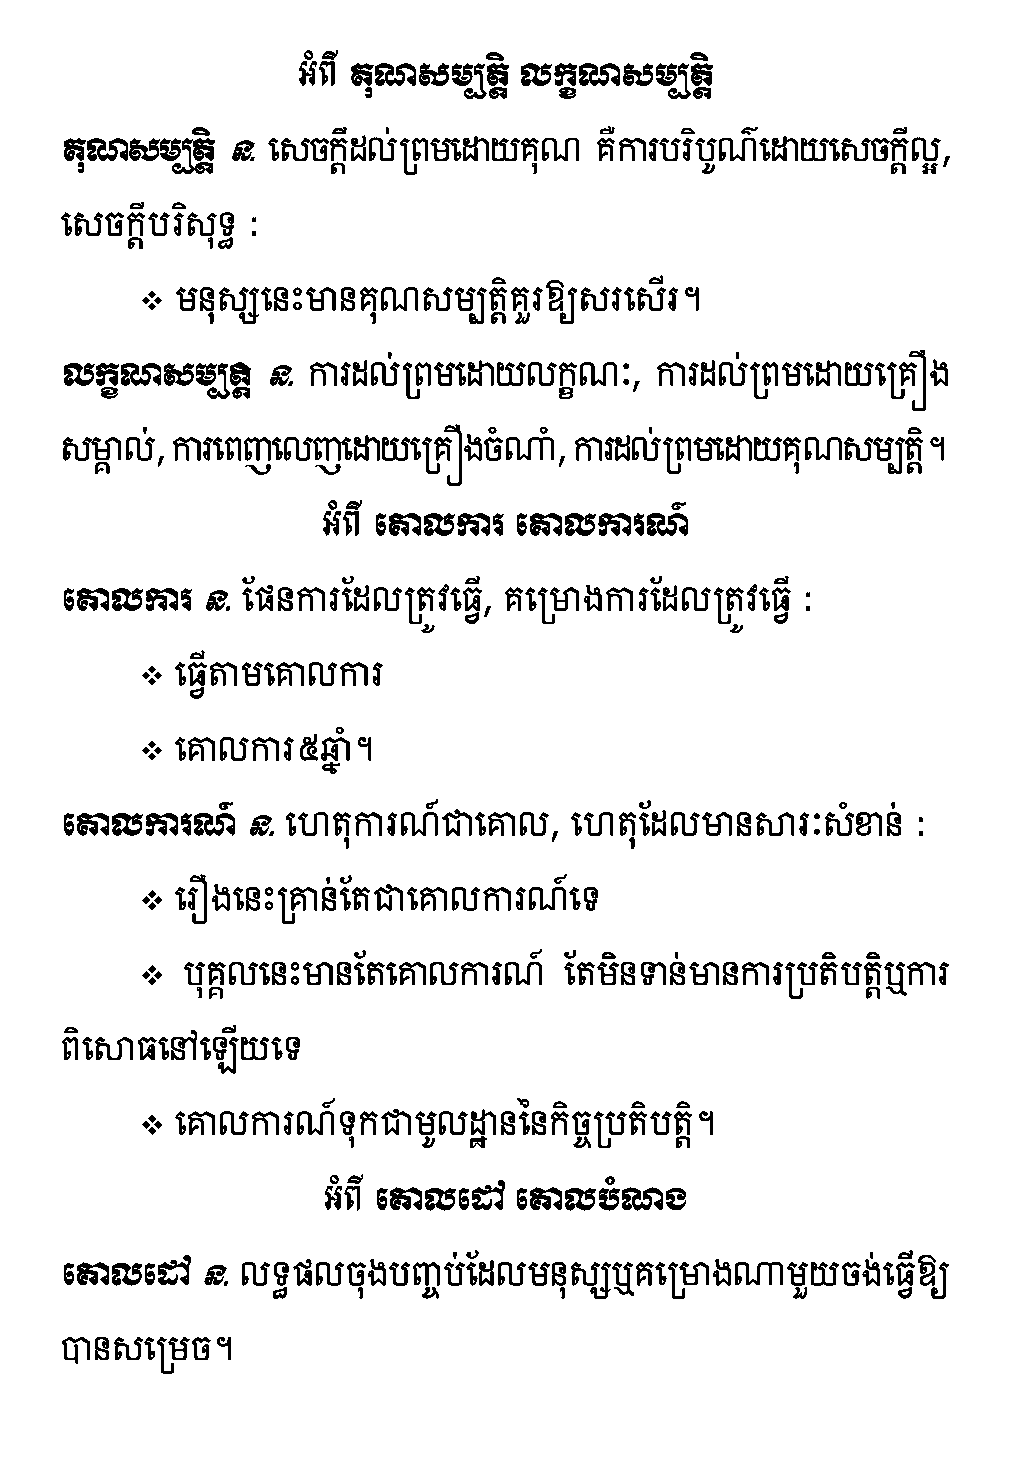 អំពី គុណសម្បត្តិ លក្ខណសម្បត្តិ
គុណសម្បត្តិ ន. សេចក្ដីដល់ព្រមដោយគុណ គឺការបរិបូណ៌ដោយសេចក្ដីល្អ,
សេចក្ដីបរិសុទ្ធ :
❖ មនុស្សនេះមានគុណសម្បត្តិគួរឱ្យសរសើរ។
លក្ខណសម្បត្តិ ន. ការដល់ព្រមដោយលក្ខណៈ, ការដល់ព្រមដោយគ្រឿង
សម្គាល់, ការពេញលេញដោយគ្រឿងចំណាំ, ការដល់ព្រមដោយគុណសម្បត្តិ។
អំពី គោលការ គោលការណ៍
គោលការ ន. ផែនការដែលត្រូវធ្វើ, គម្រោងការដែលត្រូវធ្វើ :
❖ ធ្វើតាមគោលការ
❖ គោលការ៥ឆ្នាំ។
គោលការណ៍ ន. ហេតុការណ៍ជាគោល, ហេតុដែលមានសារៈសំខាន់ :
❖ រឿងនេះគ្រាន់តែជាគោលការណ៍ទេ
❖ បុគ្គលនេះមានតែគោលការណ៍ តែមិនទាន់មានការប្រតិបត្តិឬការ
ពិសោធនៅឡើយទេ
❖ គោលការណ៍ទុកជាមូលដ្ឋាននៃកិច្ចប្រតិបត្តិ។
អំពី គោលដៅ គោលបំណង
គោលដៅ ន. លទ្ធផលចុងបញ្ចប់ដែលមនុស្សឬគម្រោងណាមួយចង់ធ្វើឱ្យ
បានសម្រេច។